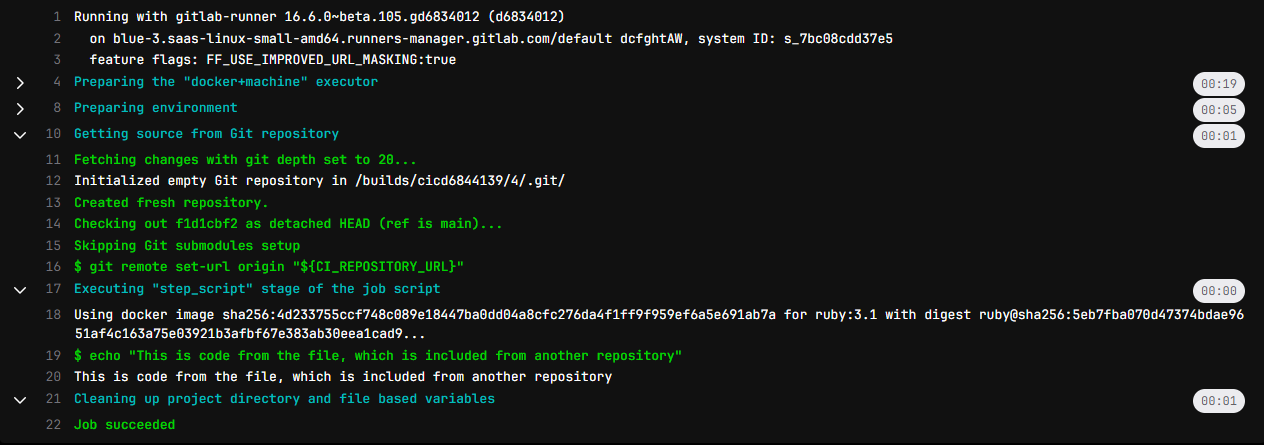 1 Running with gitlab-runner 16.6.0~beta.105.gd6834012 (d6834012)
2 on blue-3.saas-linux-small-amd64.runners-manager.gitlab.com/default dcfghtAW, system ID: s_7bc08cdd37e5
3 feature flags: FF_USE_IMPROVED_URL_MASKING:true
4 Preparing the "docker+machine" executor 00:19
8 Preparing environment 00:05
10 Getting source from Git repository 00:01
11 Fetching changes with git depth set to 20...
12 Initialized empty Git repository in /builds/cicd6844139/4/.git/
13 Created fresh repository.
14 Checking out f1d1cbf2 as detached HEAD (ref is main)...
15 Skipping Git submodules setup
16 $ git remote set-url origin "${CI_REPOSITORY_URL}"
17 Executing "step_script" stage of the job script 00:00
18 Using docker image sha256:4d233755ccf748c089e18447ba0dd04a8cfc276da4f1ff9f959ef6a5e691ab7a for ruby:3.1 with digest ruby@sha256:5eb7fba070d47374bdae96
51af4c163a75e03921b3afbf67e383ab30eea1cad9...
19 $ echo "This is code from the file, which is included from another repository"
20 This is code from the file, which is included from another repository
21 Cleaning up project directory and file based variables 00:01
22 Job succeeded